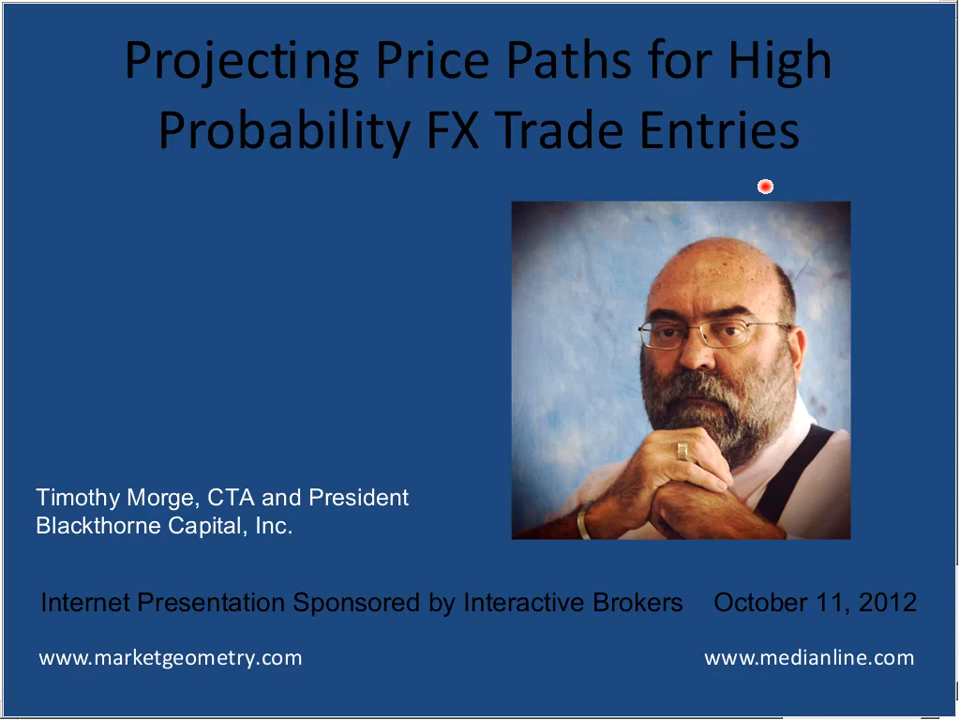 Projecting Price Paths for High
Probability FX Trade Entries
Timothy Morge, CTA and President
Blackthorne Capital, Inc.
Internet Presentation Sponsored by Interactive Brokers October 11, 2012
www.marketgeometry.com www.medianline.com